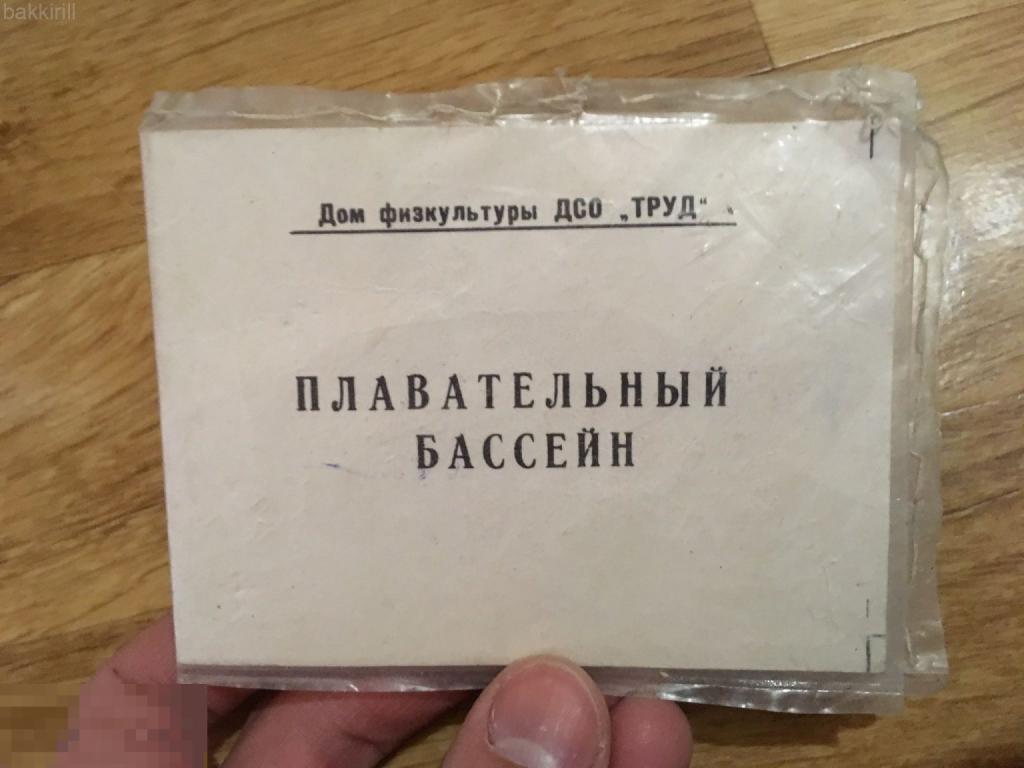 bakkirill
Дом физкультуры ДСО „ТРУД"
ПЛАВАТЕЛЬНЫЙ
БАССЕЙН